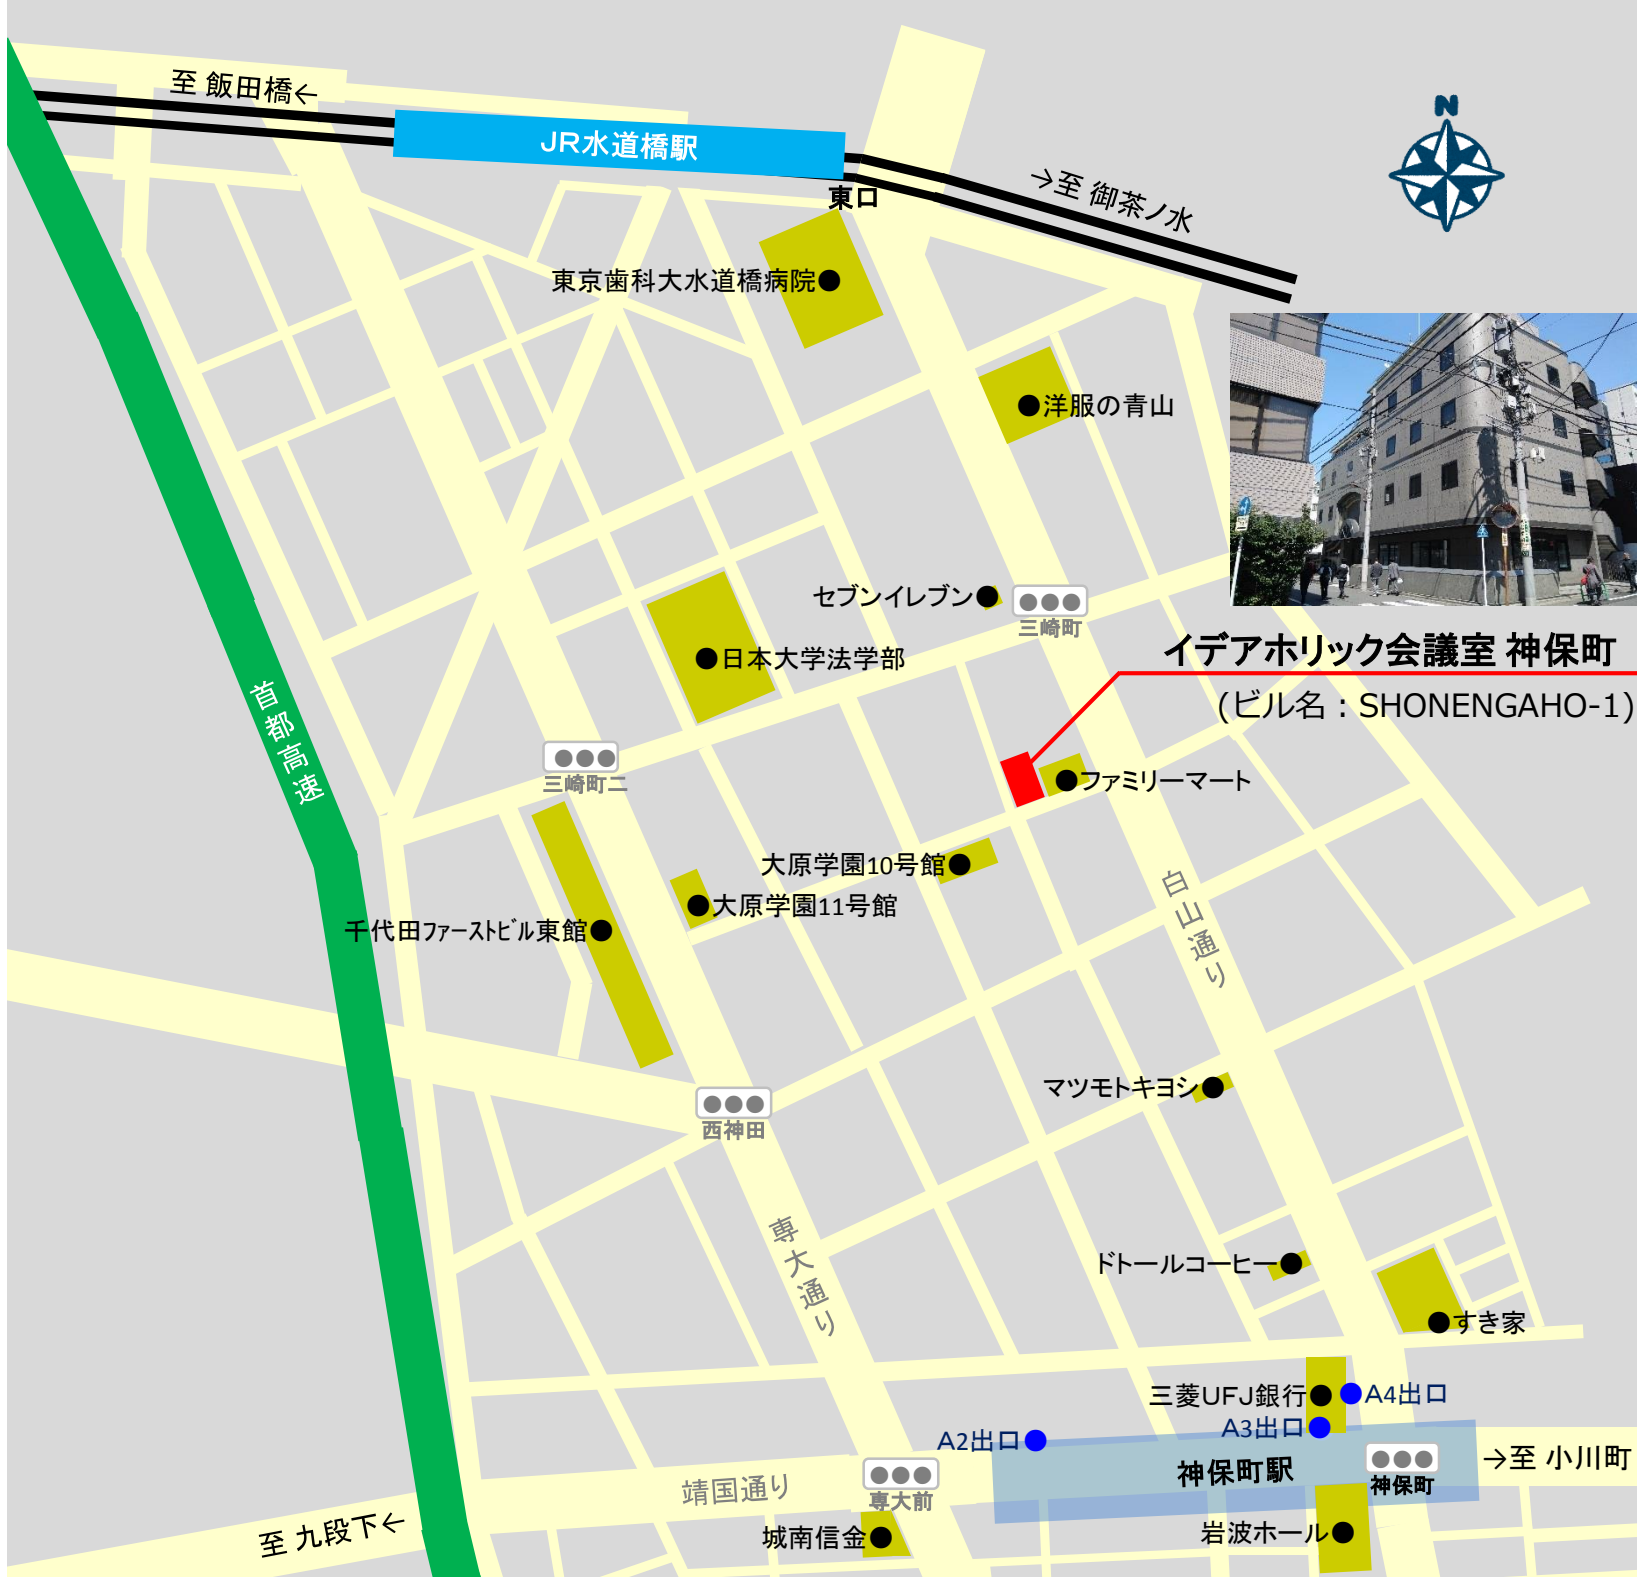 N
至 飯田橋←
JR水道橋駅
東口
→至 御茶ノ水
東京歯科大水道橋病院
洋服の青山
セブンイレブン
三崎町
イデアホリック会議室 神保町
(ビル名：SHONENGAHO-1)
日本大学法学部
首都高速
三崎町二
ファミリーマート
大原学園10号館
大原学園11号館
白山通り
千代田ファーストビル東館
マツモトキヨシ
西神田
専大通り
ドトールコーヒー
すき家
三菱UFJ銀行
A4出口
A3出口
A2出口
神保町駅
神保町
→至 小川町
靖国通り
専大前
至 九段下←
城南信金
岩波ホール